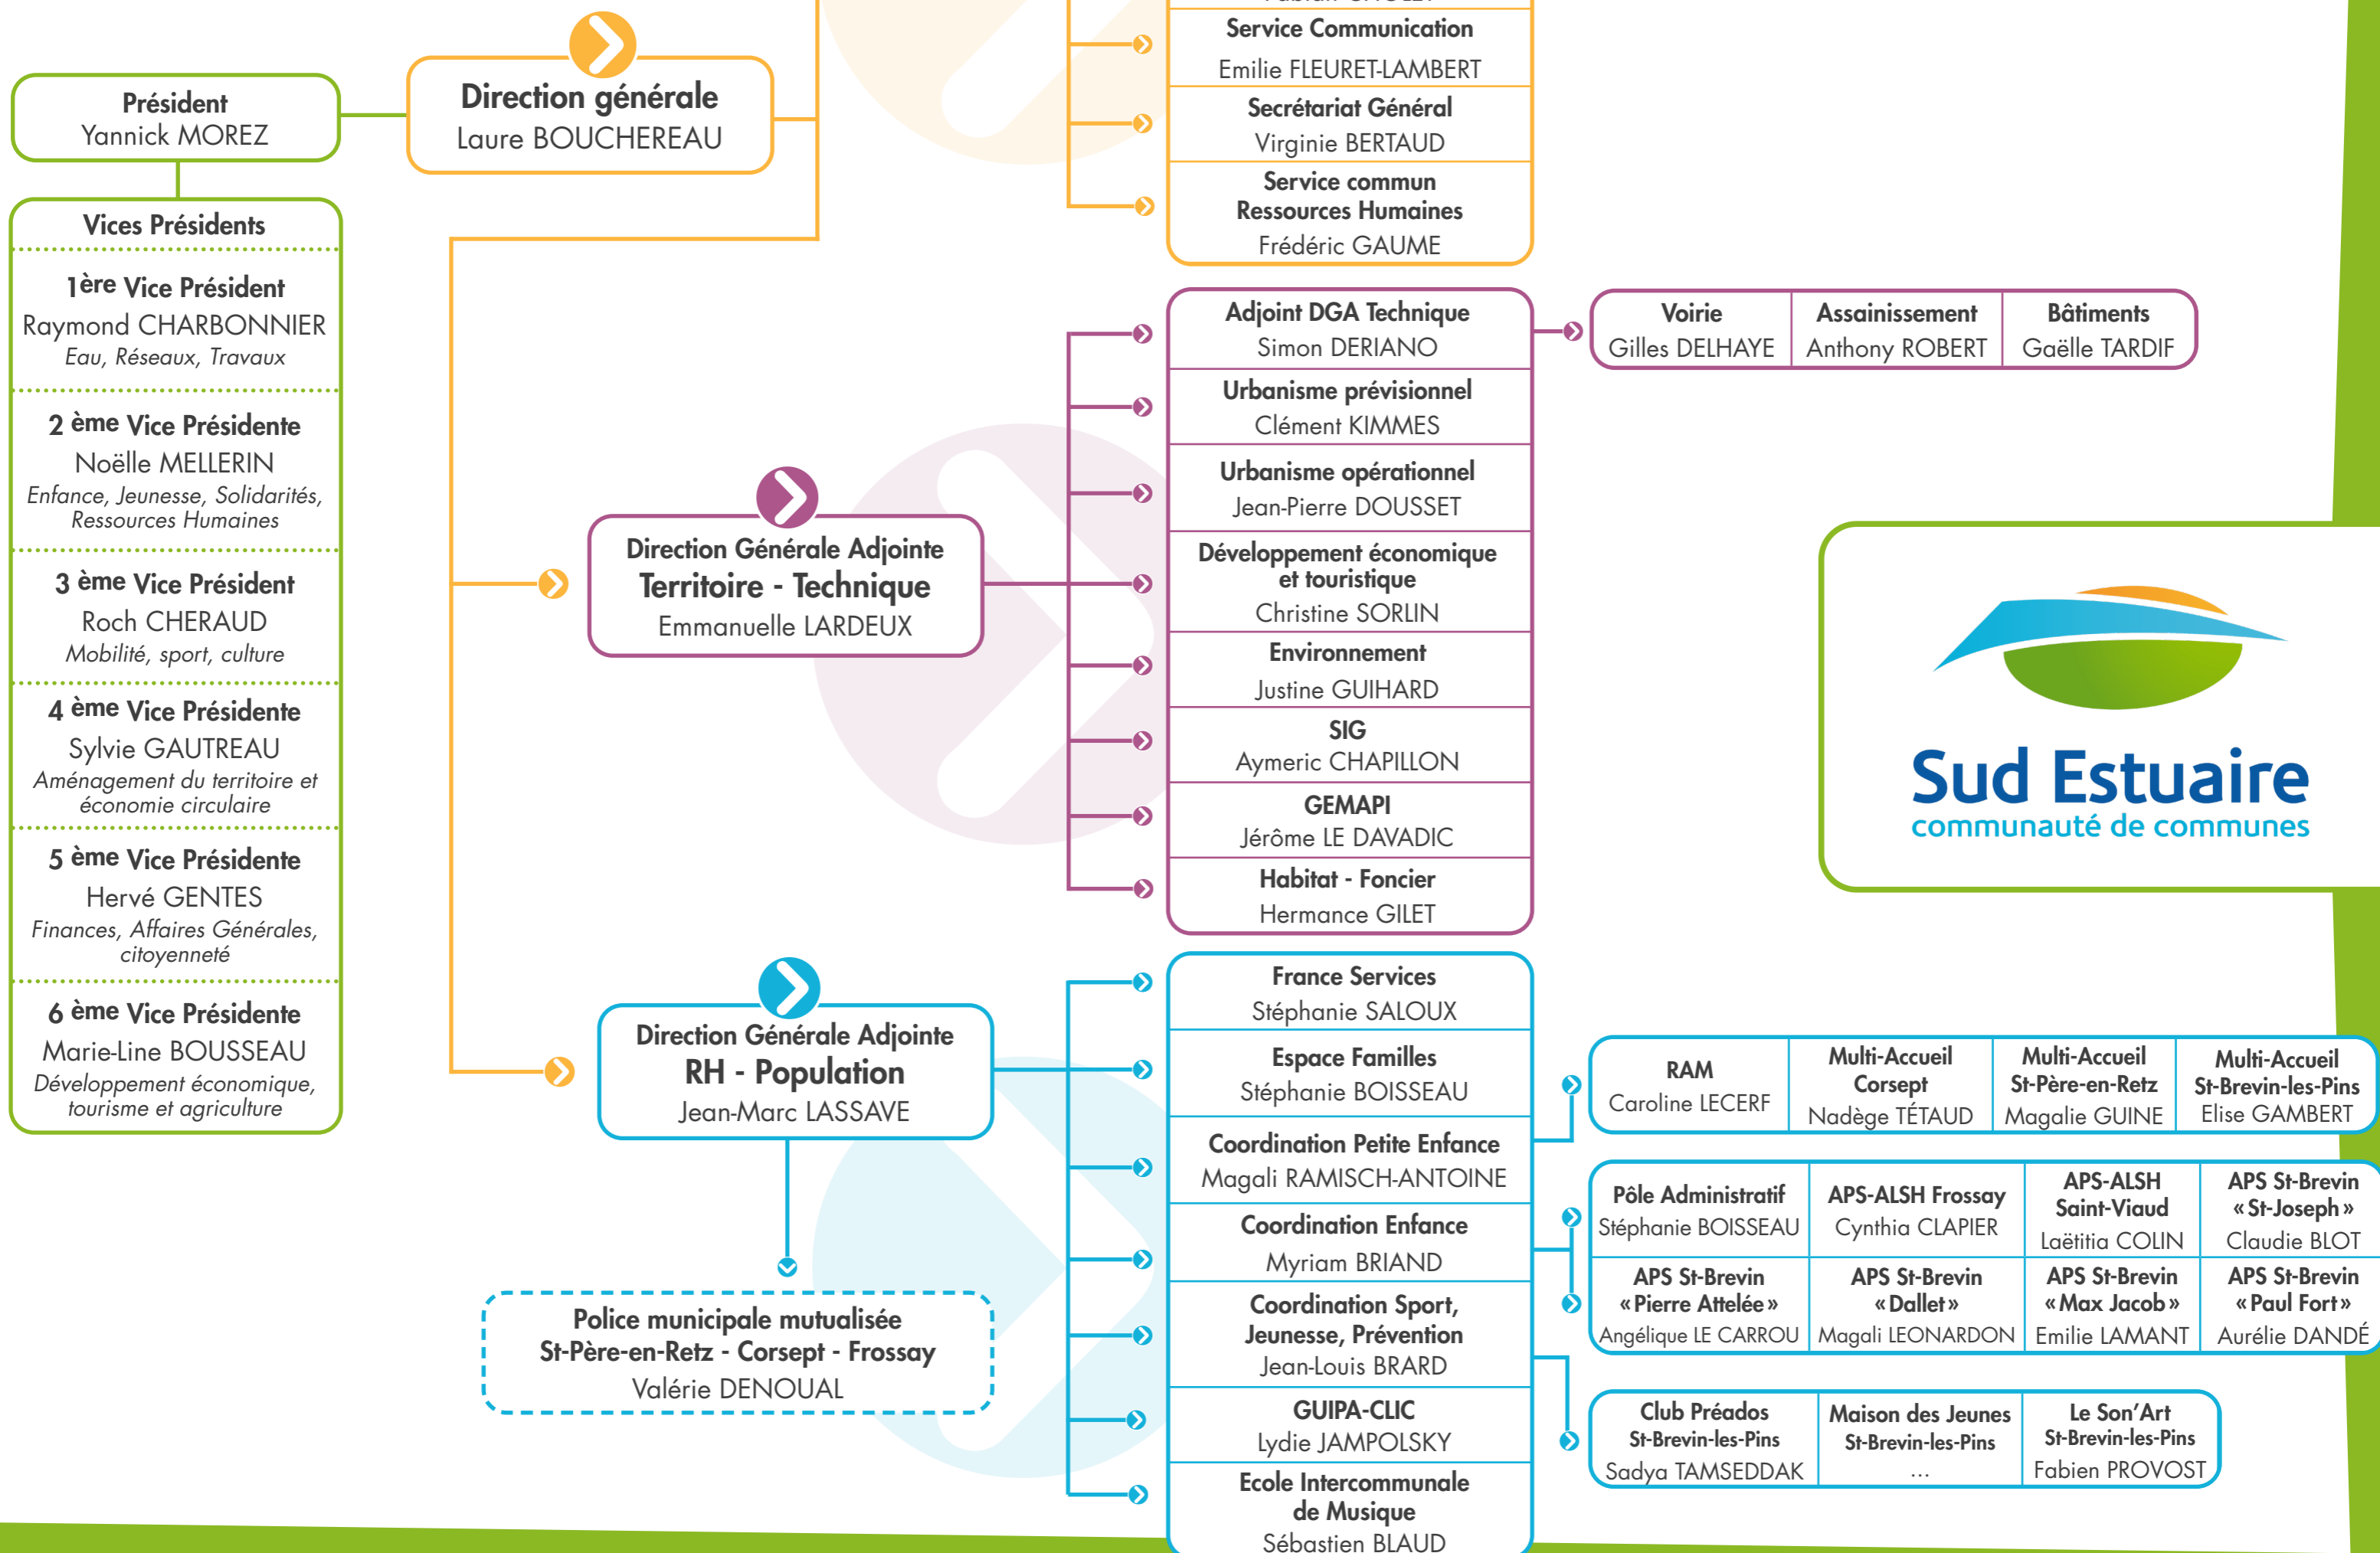 Service Communication
Emilie FLEURET-LAMBERT
Secrétariat Général
Virginie BERTAUD
Service commun
Ressources Humaines
Frédéric GAUME
Président
Yannick MOREZ
Direction générale
Laure BOUCHEREAU
Vices Présidents
1ère Vice Président
Raymond CHARBONNIER
Eau, Réseaux, Travaux
2 ème Vice Présidente
Noëlle MELLERIN
Enfance, Jeunesse, Solidarités,
Ressources Humaines
3 ème Vice Président
Roch CHERAUD
Mobilité, sport, culture
4 ème Vice Présidente
Sylvie GAUTREAU
Aménagement du territoire et
économie circulaire
5 ème Vice Présidente
Hervé GENTES
Finances, Affaires Générales,
citoyenneté
6 ème Vice Présidente
Marie-Line BOUSSEAU
Développement économique,
tourisme et agriculture
Direction Générale Adjointe
Territoire - Technique
Emmanuelle LARDEUX
Adjoint DGA Technique
Simon DERIANO
Urbanisme prévisionnel
Clément KIMMES
Urbanisme opérationnel
Jean-Pierre DOUSSET
Développement économique
et touristique
Christine SORLIN
Environnement
Justine GUIHARD
SIG
Aymeric CHAPILLON
GEMAPI
Jérôme LE DAVADIC
Habitat - Foncier
Hermance GILET
Voirie
Gilles DELHAYE
Assainissement
Anthony ROBERT
Bâtiments
Gaëlle TARDIF
Sud Estuaire
communauté de communes
Direction Générale Adjointe
RH - Population
Jean-Marc LASSAVE
Police municipale mutualisée
St-Père-en-Retz - Corsept - Frossay
Valérie DENOUAL
France Services
Stéphanie SALOUX
Espace Familles
Stéphanie BOISSEAU
Coordination Petite Enfance
Magali RAMISCH-ANTOINE
Coordination Enfance
Myriam BRIAND
Coordination Sport,
Jeunesse, Prévention
Jean-Louis BRARD
GUIPA-CLIC
Lydie JAMPOLSKY
Ecole Intercommunale
de Musique
Sébastien BLAUD
RAM
Caroline LECERF
Multi-Accueil
Corsept
Nadège TÉTAUD
Multi-Accueil
St-Père-en-Retz
Magalie GUINE
Multi-Accueil
St-Brevin-les-Pins
Elise GAMBERT
Pôle Administratif
Stéphanie BOISSEAU
APS-ALSH Frossay
Cynthia CLAPIER
APS-ALSH
Saint-Viaud
Laëtitia COLIN
APS St-Brevin
« St-Joseph »
Claudie BLOT
APS St-Brevin
« Pierre Attelée »
Angélique LE CARROU
APS St-Brevin
« Dallet »
Magali LEONARDON
APS St-Brevin
« Max Jacob »
Emilie LAMANT
APS St-Brevin
« Paul Fort »
Aurélie DANDÉ
Club Préados
St-Brevin-les-Pins
Sadya TAMSEDDAK
Maison des Jeunes
St-Brevin-les-Pins
...
Le Son'Art
St-Brevin-les-Pins
Fabien PROVOST